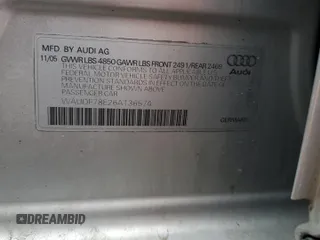 MFD BY AUDI AG
11/05 GVWR LBS 4850 GAWR LBS FRONT 2491/REAR 2469
Audi
THIS VEHICLE CONFORMS TO ALL APPLICABLE
FEDERAL MOTOR VEHICLE SAFETY BUMPER AND THEFT
PREVENTION STANDARDS IN EFFECT ON THE DATE OF
MANUFACTURE SHOWN ABOVE
PASSENGER CAR
GERMANY
DREAMBID